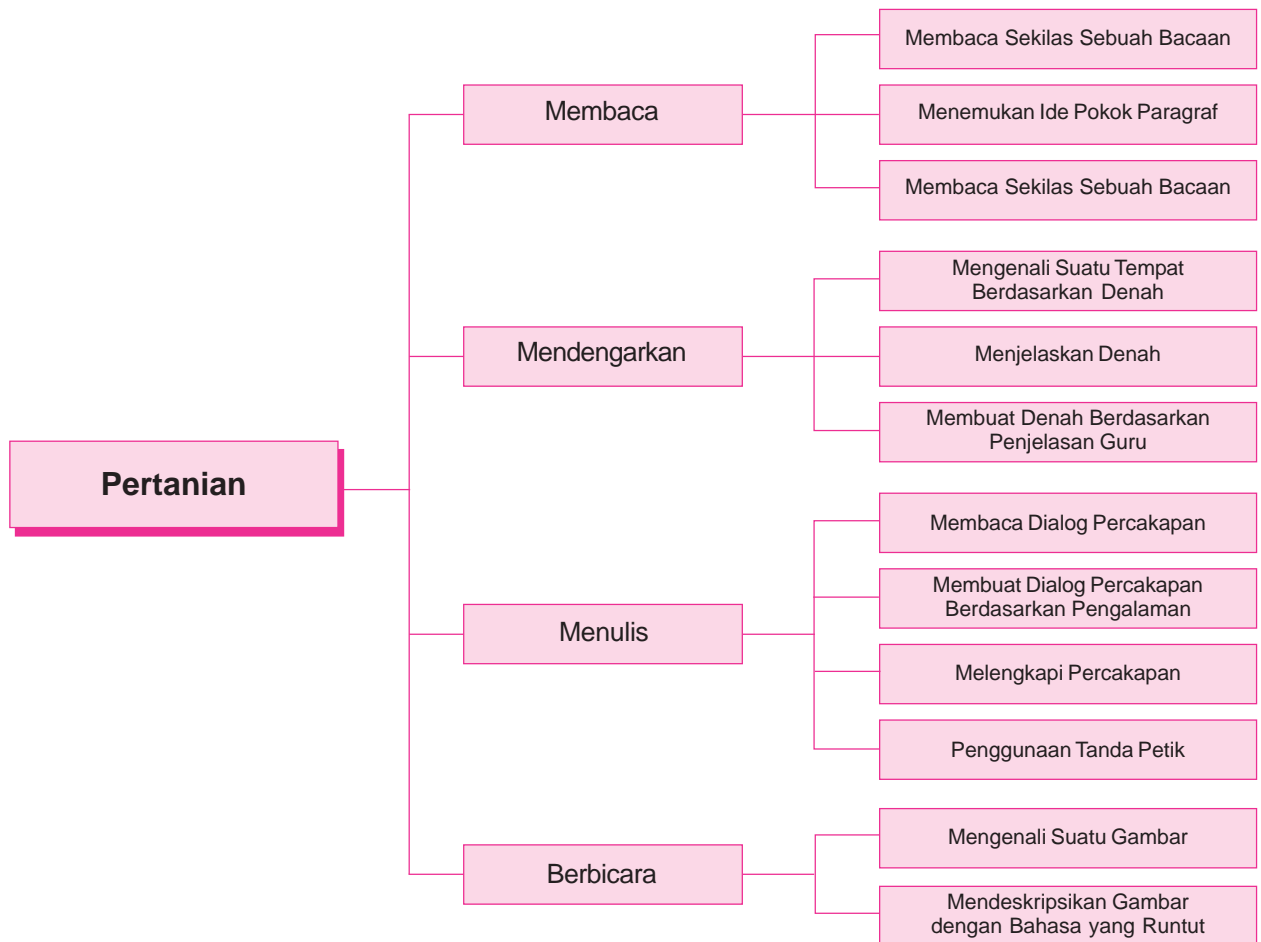 Pertanian
Membaca
Membaca Sekilas Sebuah Bacaan
Menemukan Ide Pokok Paragraf
Membaca Sekilas Sebuah Bacaan
Mendengarkan
Mengenali Suatu Tempat
Berdasarkan Denah
Menjelaskan Denah
Membuat Denah Berdasarkan
Penjelasan Guru
Menulis
Membaca Dialog Percakapan
Membuat Dialog Percakapan
Berdasarkan Pengalaman
Melengkapi Percakapan
Penggunaan Tanda Petik
Berbicara
Mengenali Suatu Gambar
Mendeskripsikan Gambar
dengan Bahasa yang Runtut